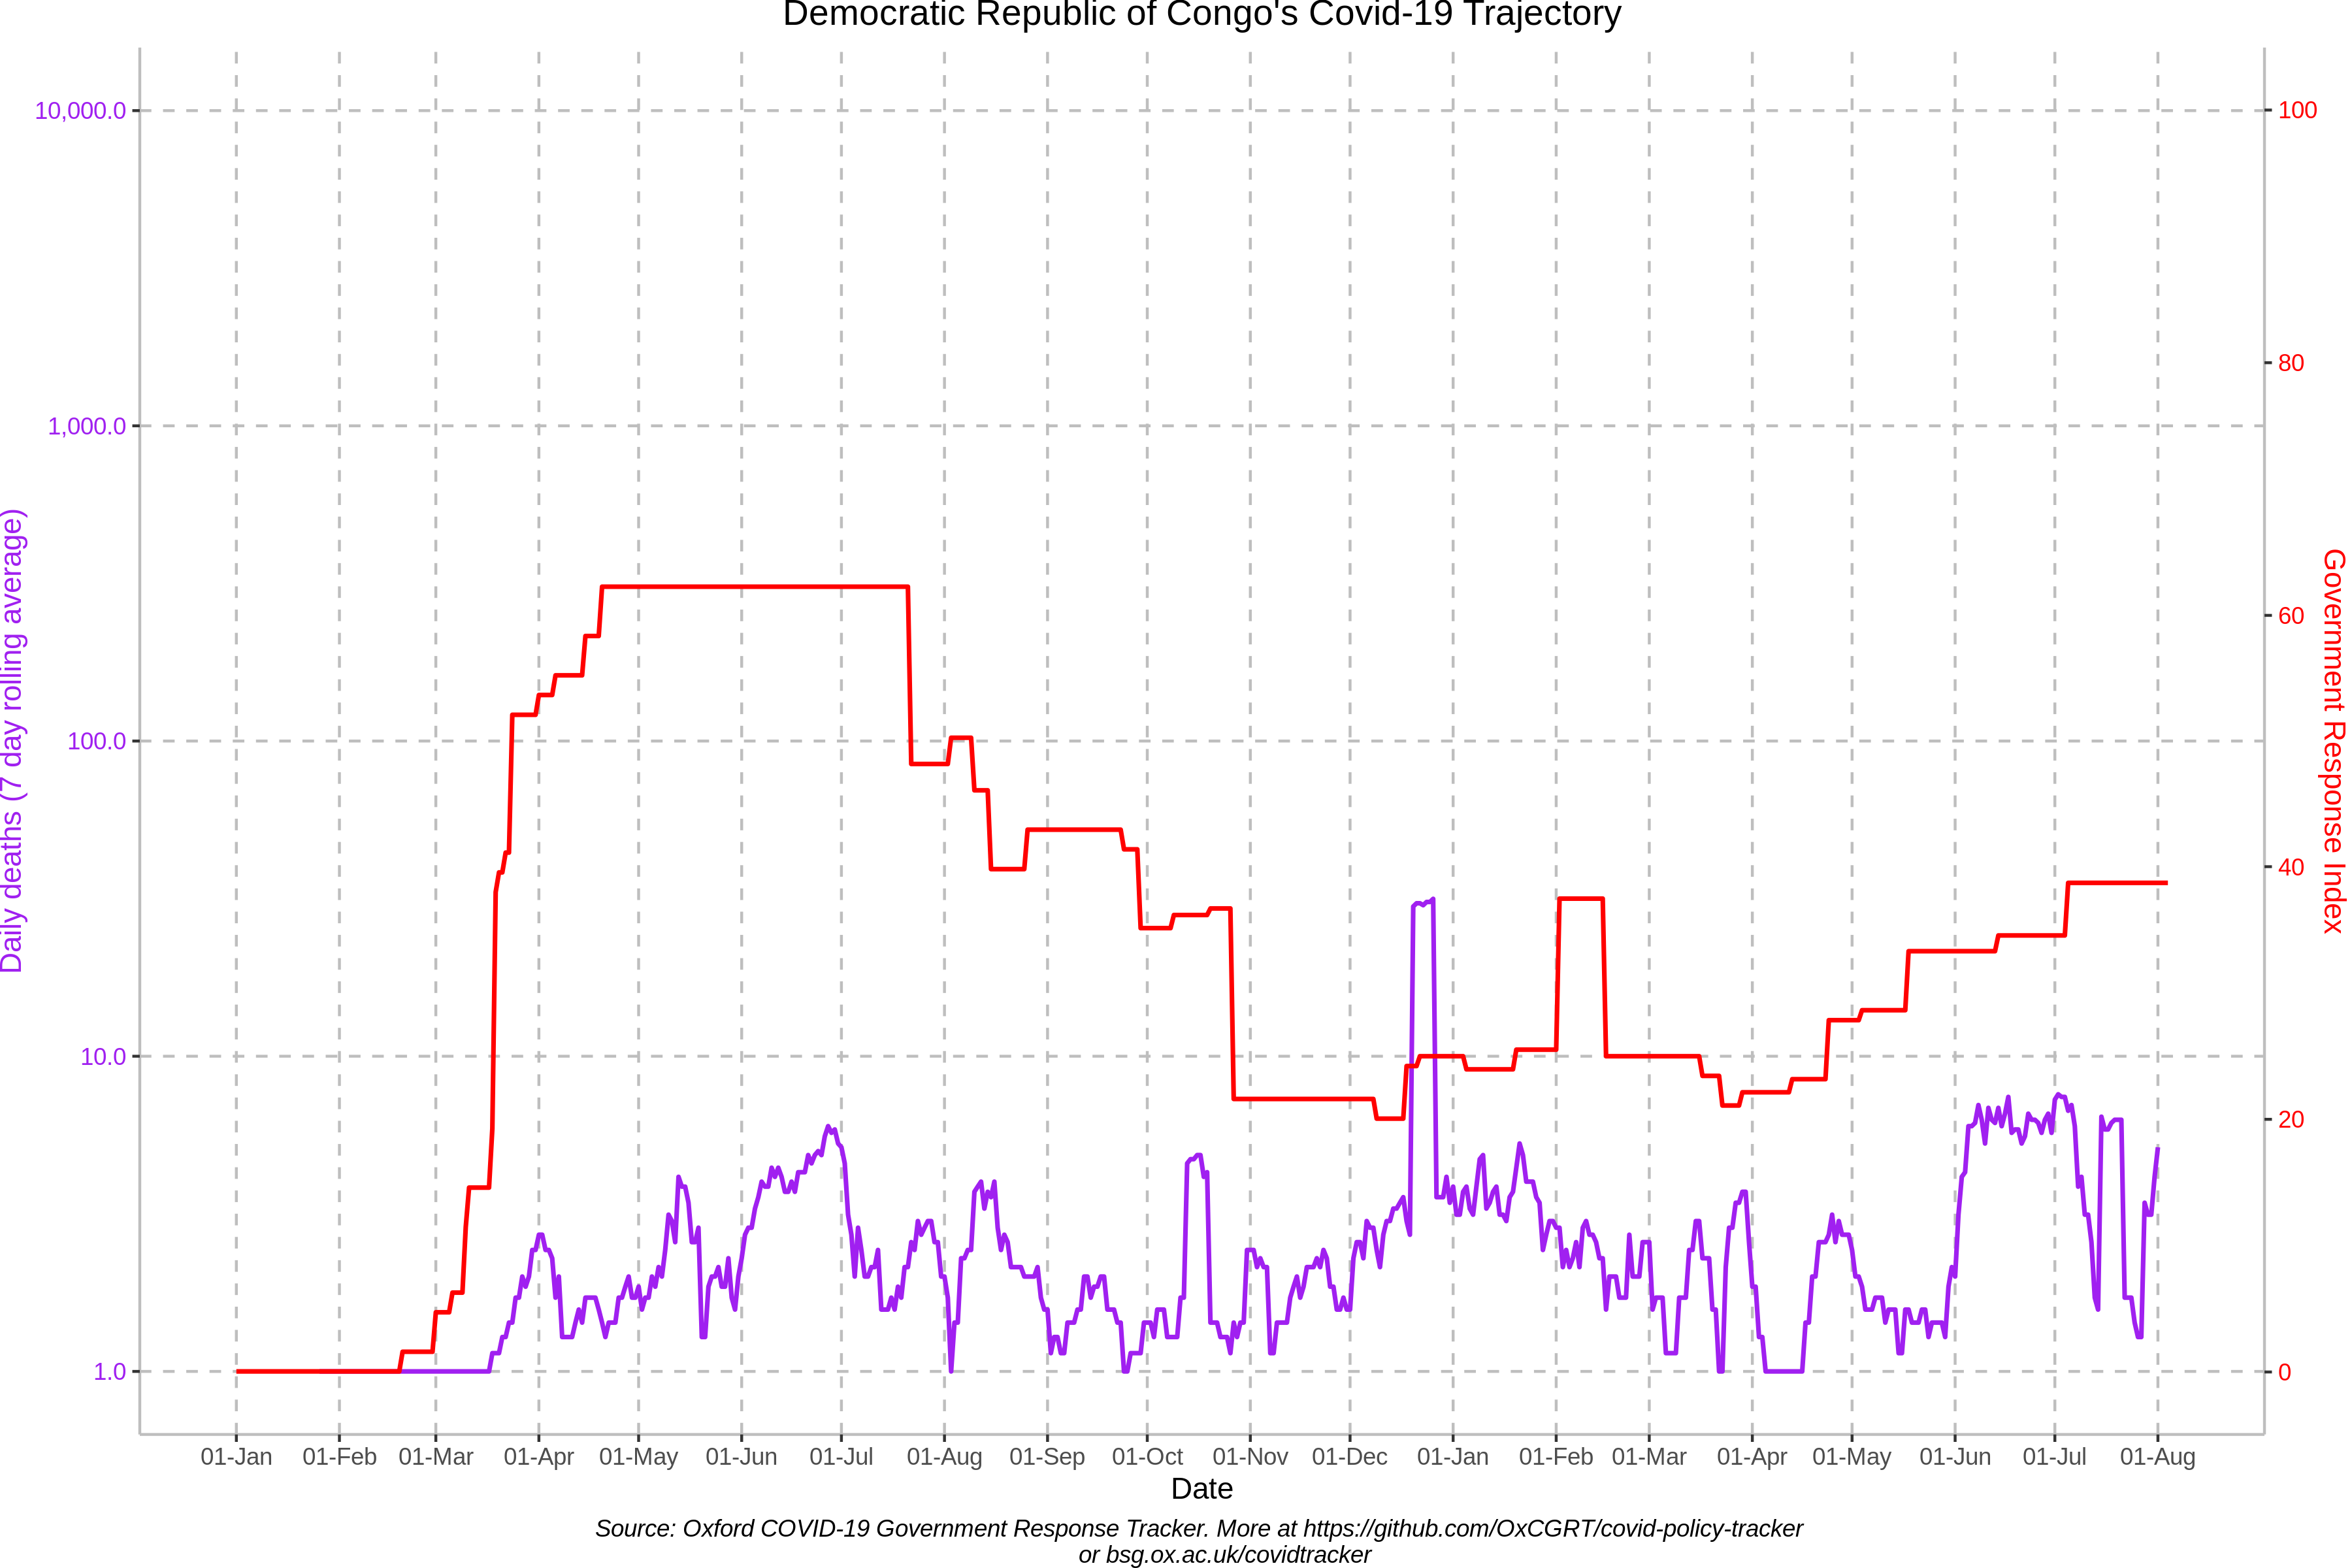 Democratic Republic of Congo's Covid-19 Trajectory
10,000.0
1,000.0
100.0
10.0
1.0
Daily deaths (7 day rolling average)
100
80
60
40
20
0
Government Response Index
01-Jan 01-Feb 01-Mar 01-Apr 01-May 01-Jun 01-Jul 01-Aug 01-Sep 01-Oct 01-Nov 01-Dec 01-Jan 01-Feb 01-Mar 01-Apr 01-May 01-Jun 01-Jul 01-Aug
Date
Source: Oxford COVID-19 Government Response Tracker. More at https://github.com/OxCGRT/covid-policy-tracker
or bsg.ox.ac.uk/covidtracker